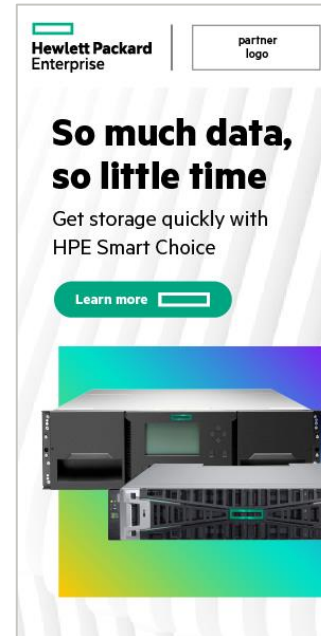 Hewlett Packard
Enterprise
partner
logo
So much data,
so little time
Get storage quickly with
HPE Smart Choice
Learn more